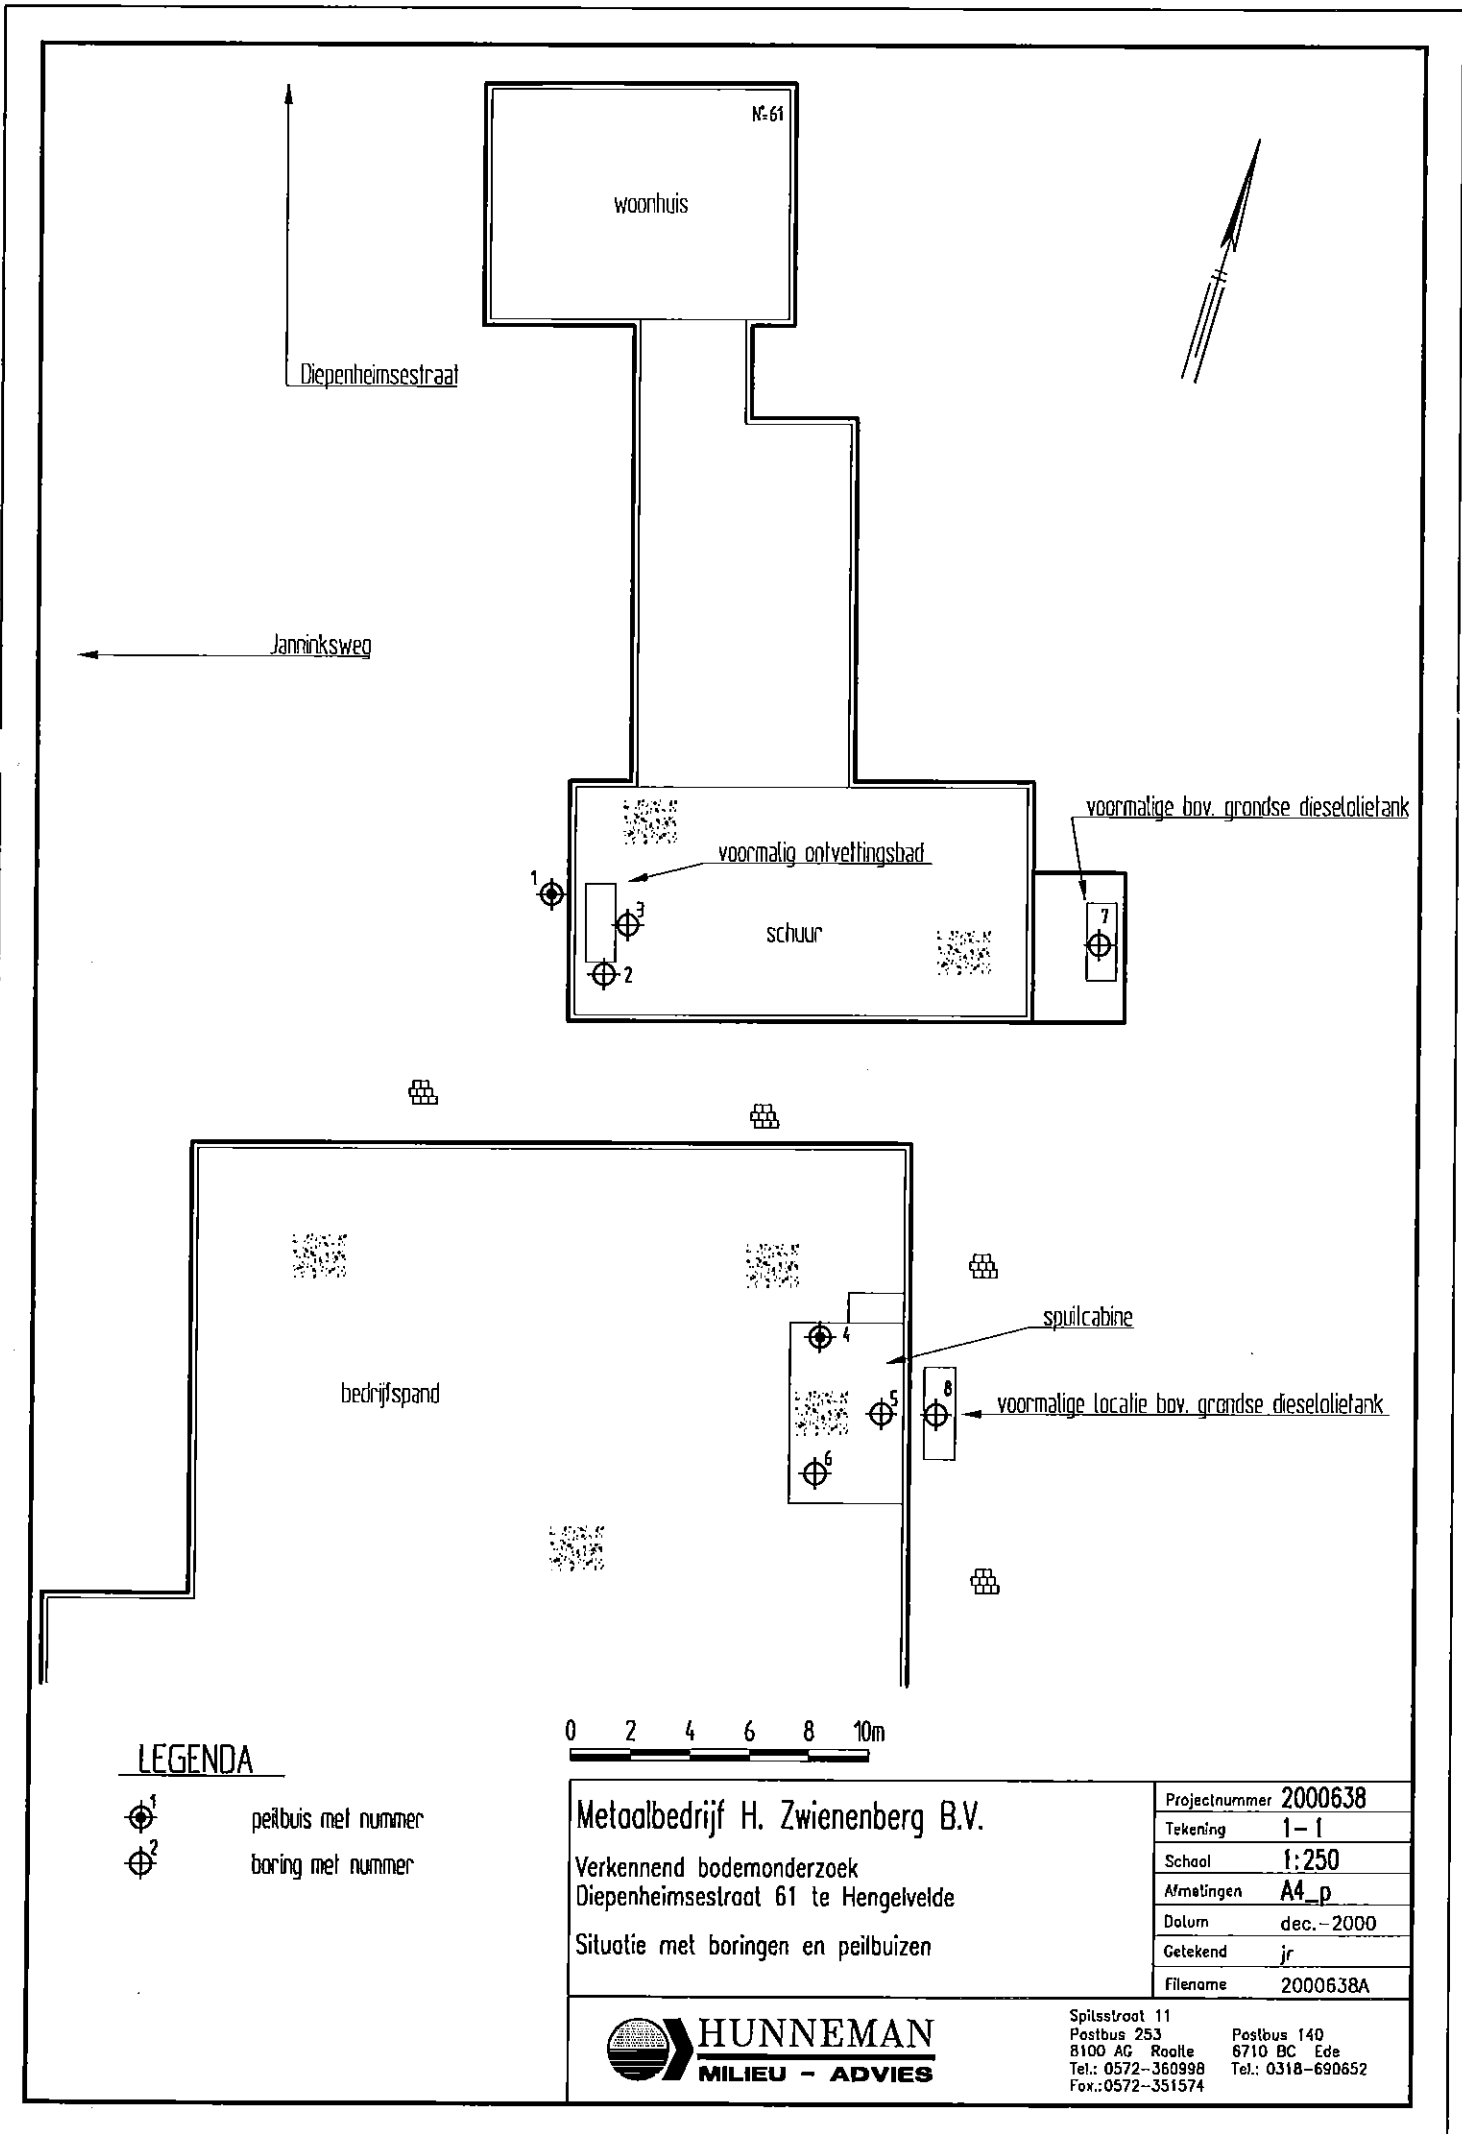 N=61
woonhuis
Diepenheimsestraat
Janninksweg
voormalige bov. grondse dieselolietank
voormalig ontvettingsbad
1
3
7
schuur
2
spuitcabine
4
bedrijfspand
5
8
voormalige locatie bov. grondse dieselolietank
6
0 2 4 6 8 10m
LEGENDA
1 peilbuis met nummer
2 boring met nummer
Metaalbedrijf H. Zwienenberg B.V.
Verkennend bodemonderzoek
Diepenheimsestraat 61 te Hengelvelde
Situatie met boringen en peilbuizen
Projectnummer 2000638
Tekening 1-1
Schaal 1:250
Afmetingen A4_p
Datum dec.-2000
Getekend jr
Filename 2000638A
HUNNEMAN
MILIEU - ADVIES
Spitsstraat 11
Postbus 253 Postbus 140
8100 AG Raalte 6710 BC Ede
Tel.: 0572-360998 Tel.: 0318-690652
Fax.:0572-351574